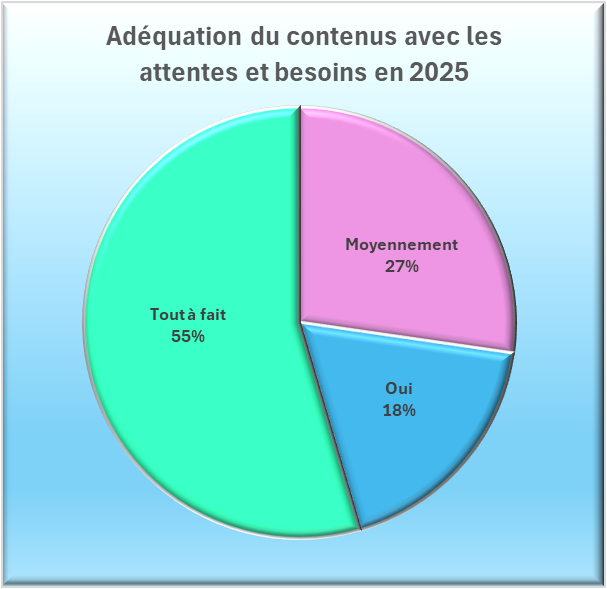 Adéquation du contenus avec les
attentes et besoins en 2025
Moyennement
27%
Tout à fait
55%
Oui
18%